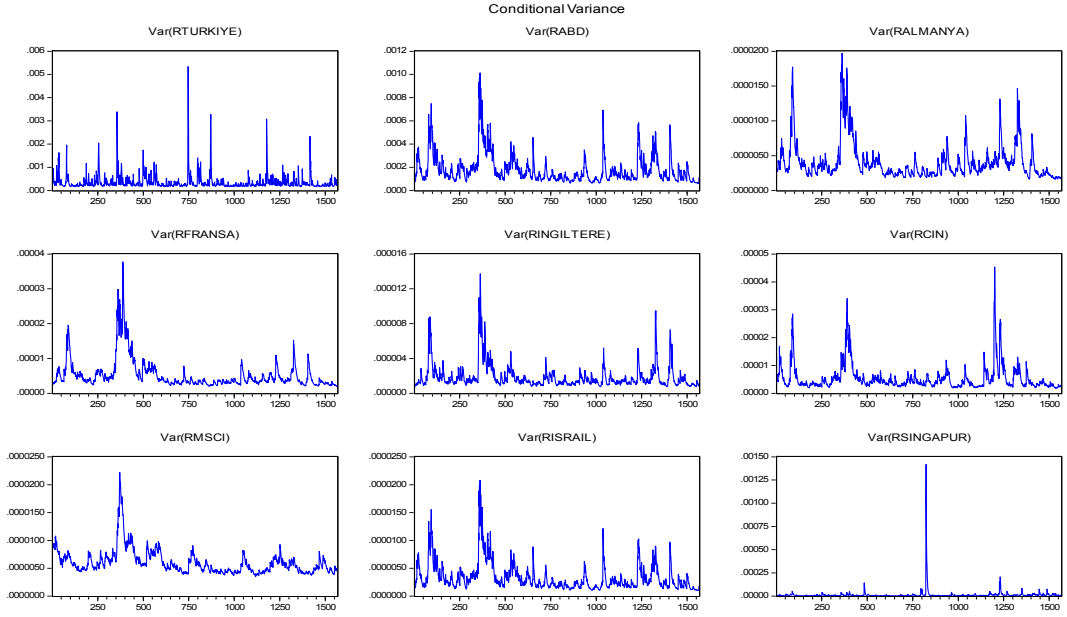 Conditional Variance
Var(RTURKIYE)
.006
.005
.004
.003
.002
.001
.000
250 500 750 1000 1250 1500
Var(RABD)
.0012
.0010
.0008
.0006
.0004
.0002
.0000
250 500 750 1000 1250 1500
Var(RALMANYA)
.0000200
.0000150
.0000100
.0000050
.0000000
250 500 750 1000 1250 1500
Var(RFRANSA)
.00004
.00003
.00002
.00001
.00000
250 500 750 1000 1250 1500
Var(RINGILTERE)
.000016
.000012
.000008
.000004
.000000
250 500 750 1000 1250 1500
Var(RCIN)
.00005
.00004
.00003
.00002
.00001
.00000
250 500 750 1000 1250 1500
Var(RMSCI)
.0000250
.0000200
.0000150
.0000100
.0000050
.0000000
250 500 750 1000 1250 1500
Var(RISRAIL)
.0000250
.0000200
.0000150
.0000100
.0000050
.0000000
250 500 750 1000 1250 1500
Var(RSINGAPUR)
.00150
.00125
.00100
.00075
.00050
.00025
.00000
250 500 750 1000 1250 1500